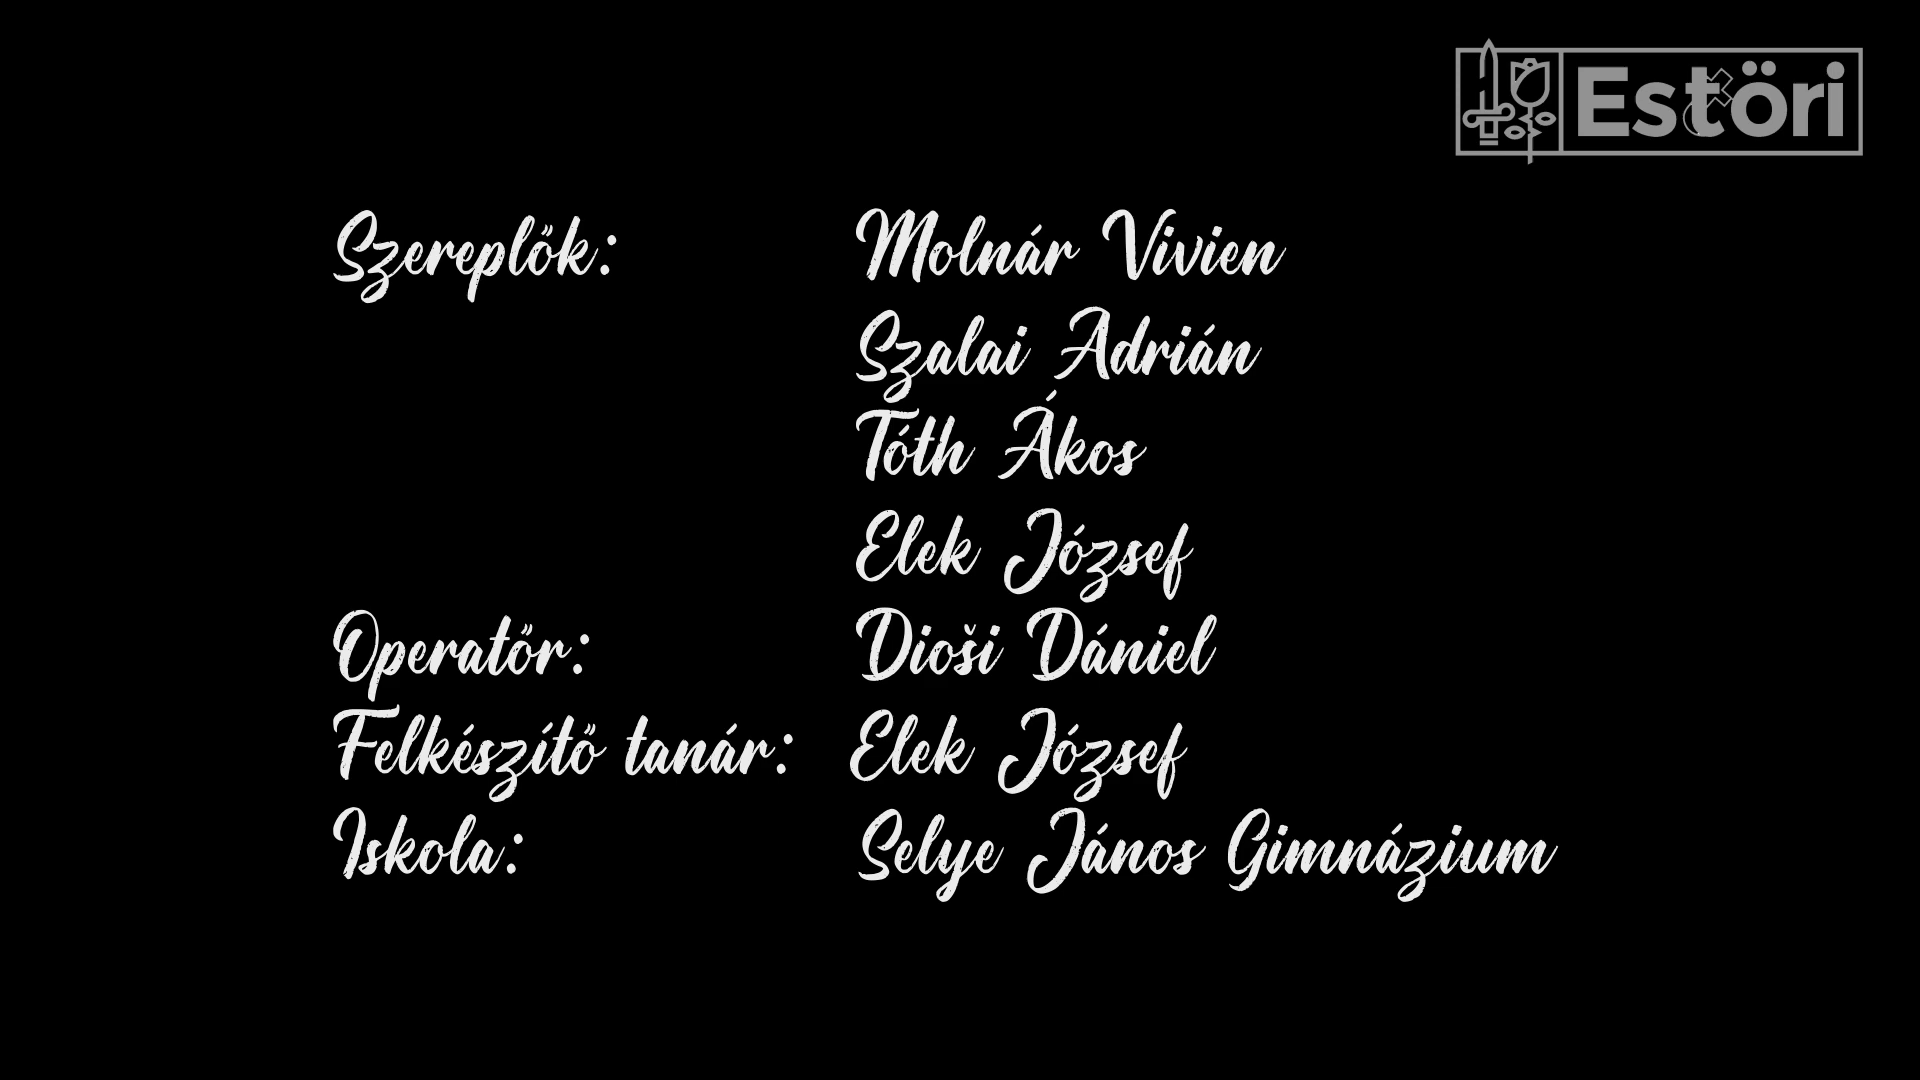 Estöri
Szereplők: Molnár Vivien
Szalai Adrián
Tóth Ákos
Elek József
Operatőr: Dioši Dániel
Felkészítő tanár: Elek József
Iskola: Selye János Gimnázium